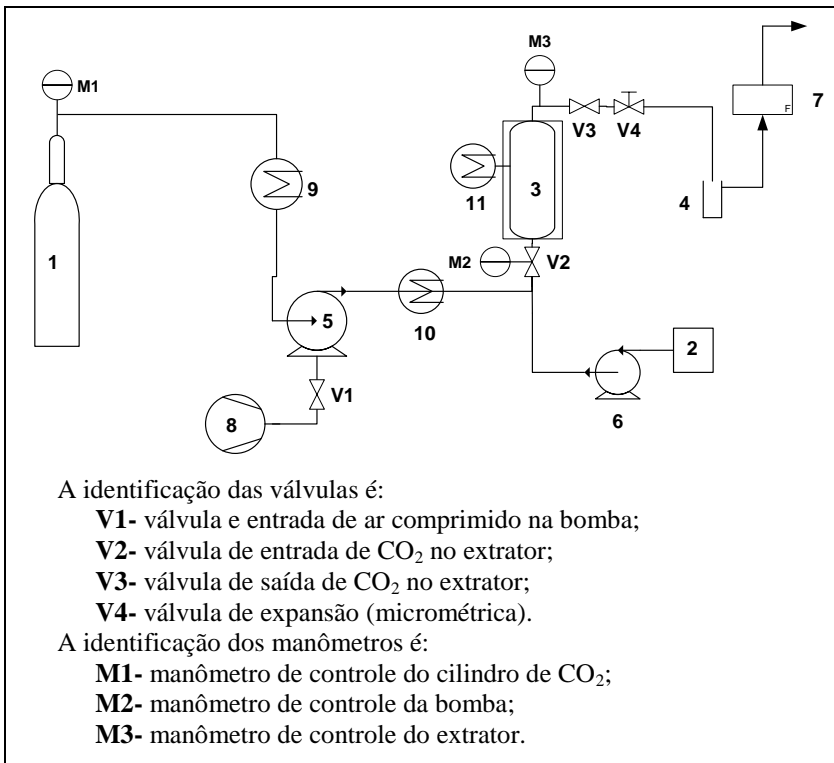 M3
M1
7
F
V3
V4
9
3
11
4
1
M2
V2
5
2
10
V1
6
8
A identificação das válvulas é:
V1- válvula e entrada de ar comprimido na bomba;
V2- válvula de entrada de CO₂ no extrator;
V3- válvula de saída de CO₂ no extrator;
V4- válvula de expansão (micrométrica).
A identificação dos manômetros é:
M1- manômetro de controle do cilindro de CO₂;
M2- manômetro de controle da bomba;
M3- manômetro de controle do extrator.